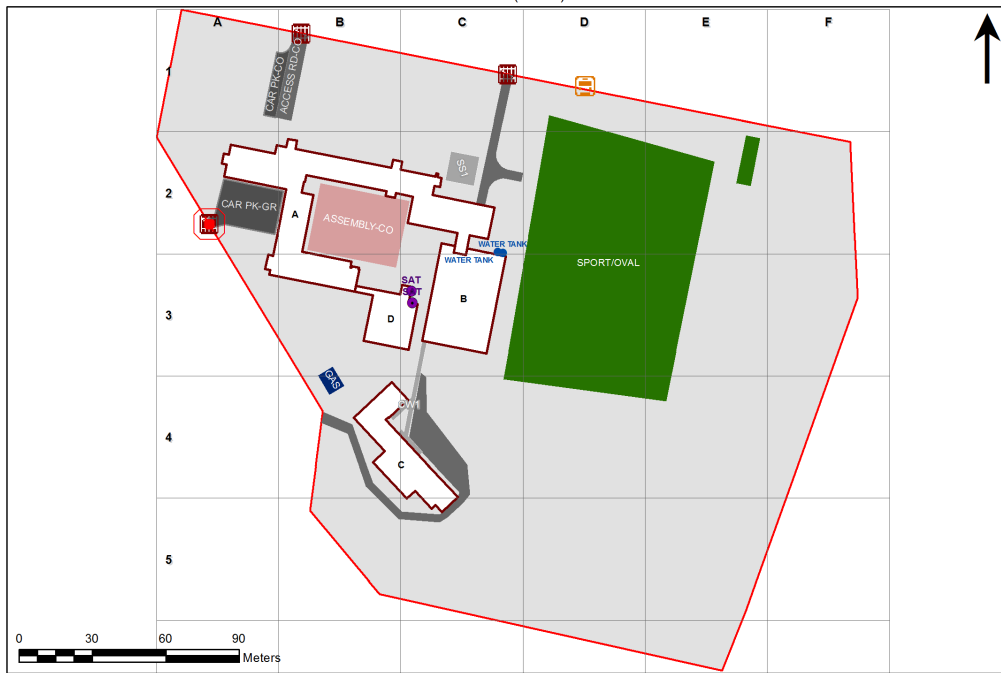 A B C D E F
1
CAR PK-CO
ACCESS RD-CO
SS1
2
CAR PK-GR
A
ASSEMBLY-CO
WATER TANK
WATER TANK
SPORT/OVAL
SAT
SAT
B
3
D
GAS
CW1
4
C
5
0 30 60 90
Meters